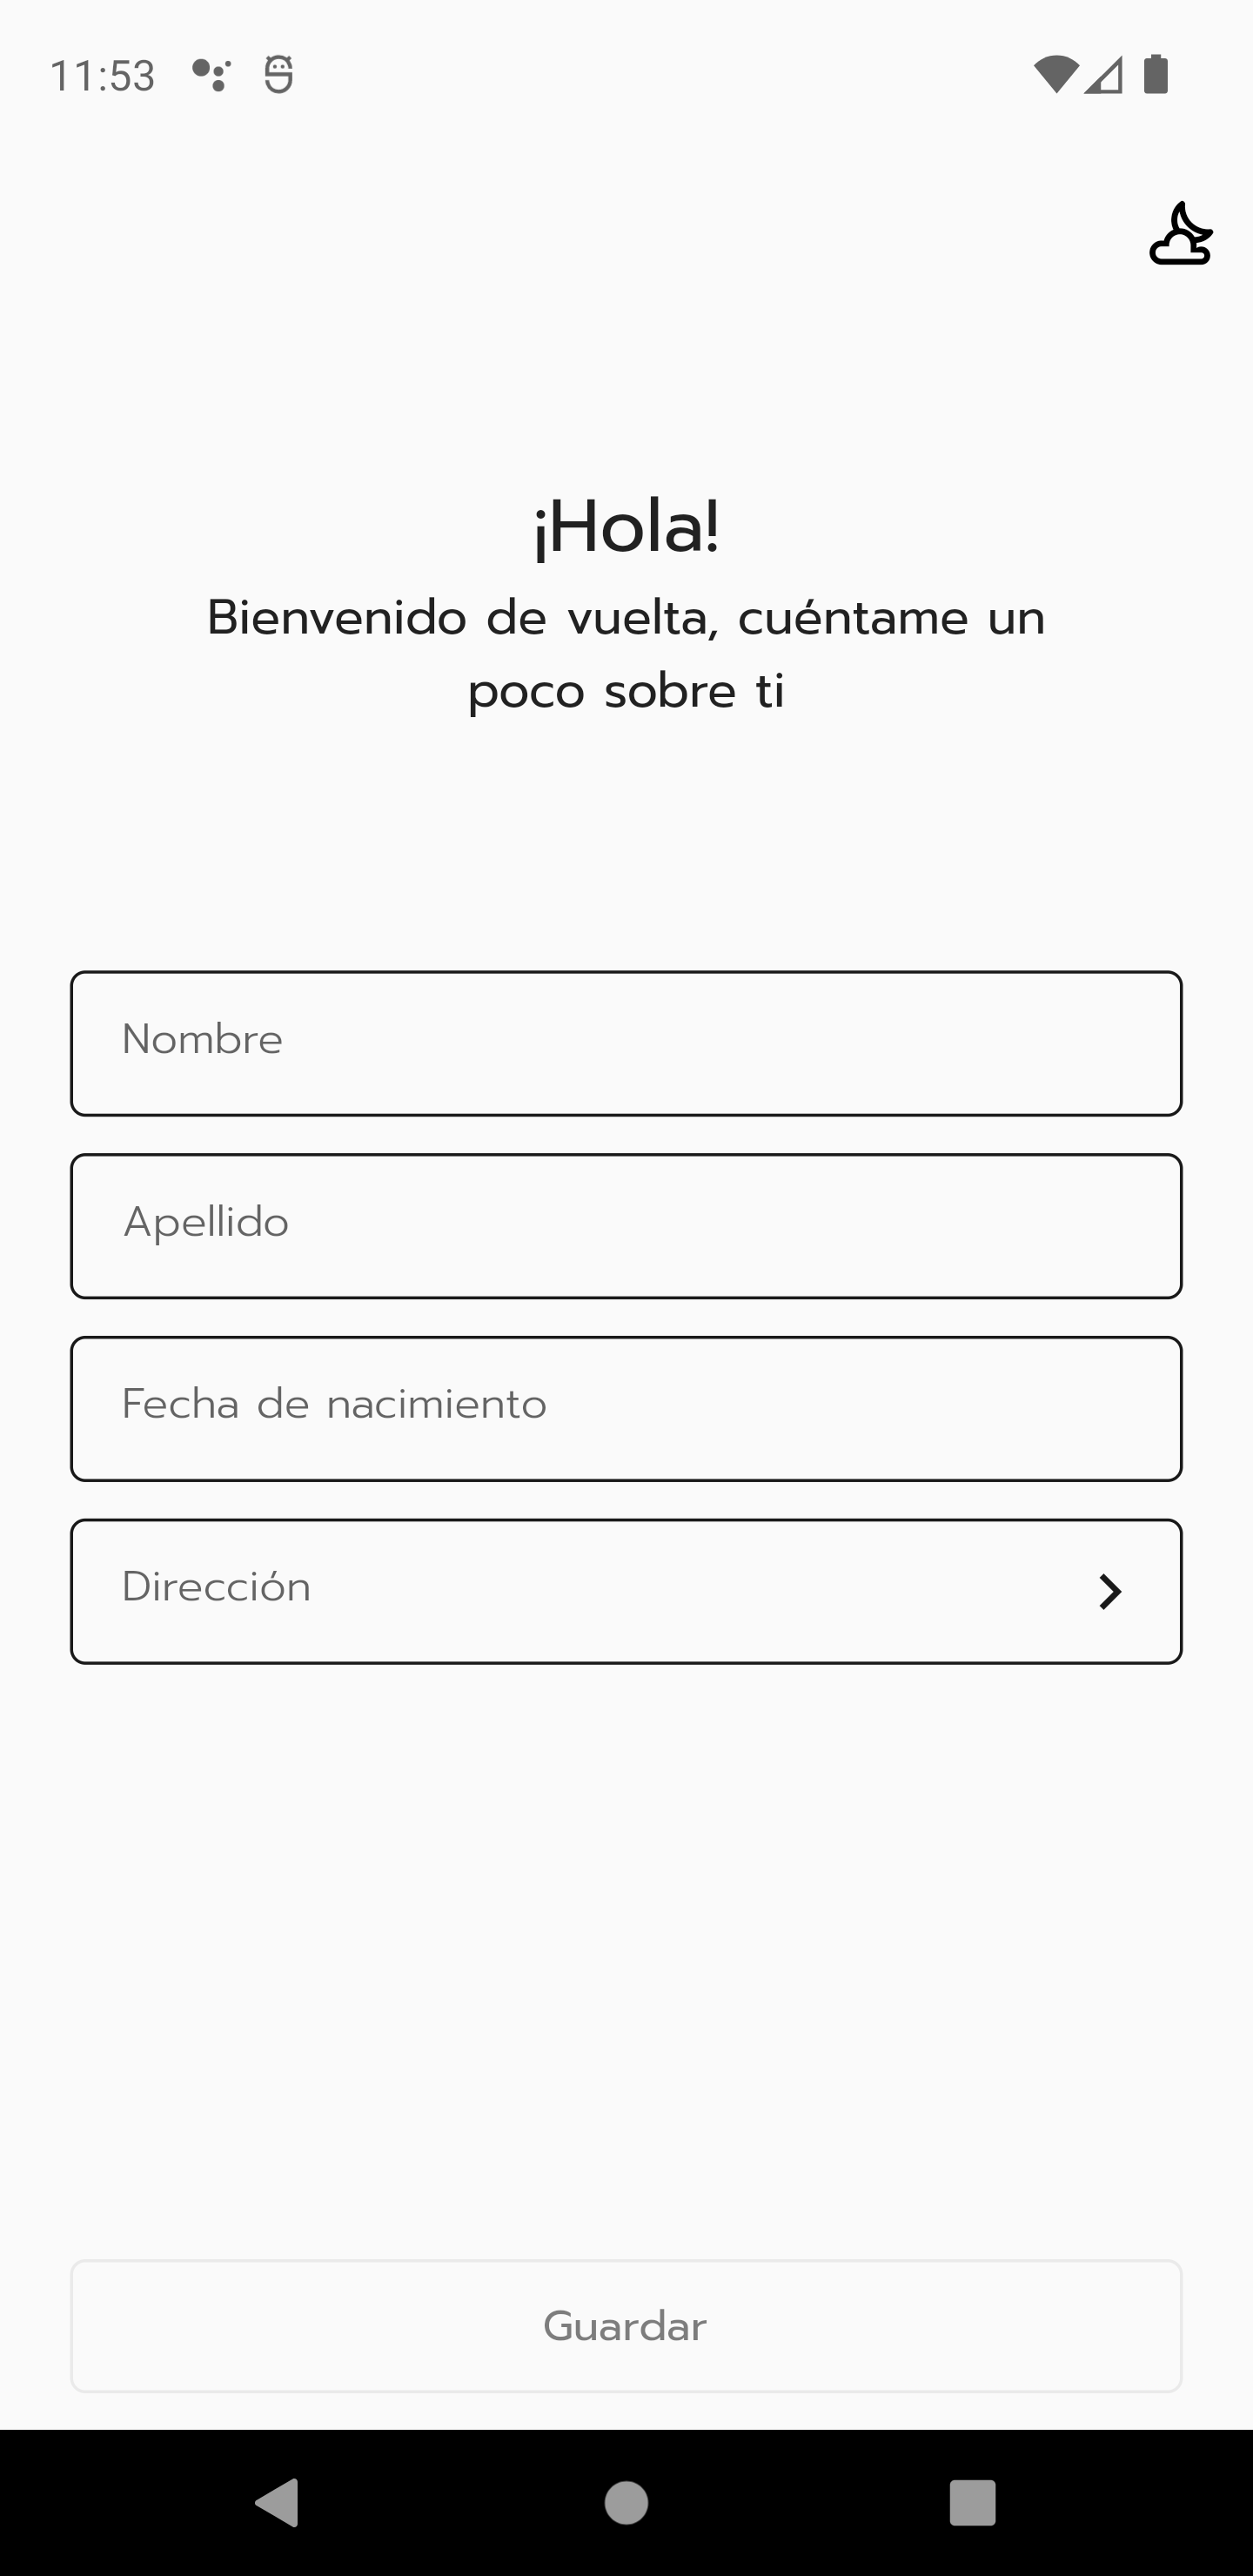 11:53
¡Hola!
Bienvenido de vuelta, cuéntame un
poco sobre ti
Nombre
Apellido
Fecha de nacimiento
Dirección
Guardar